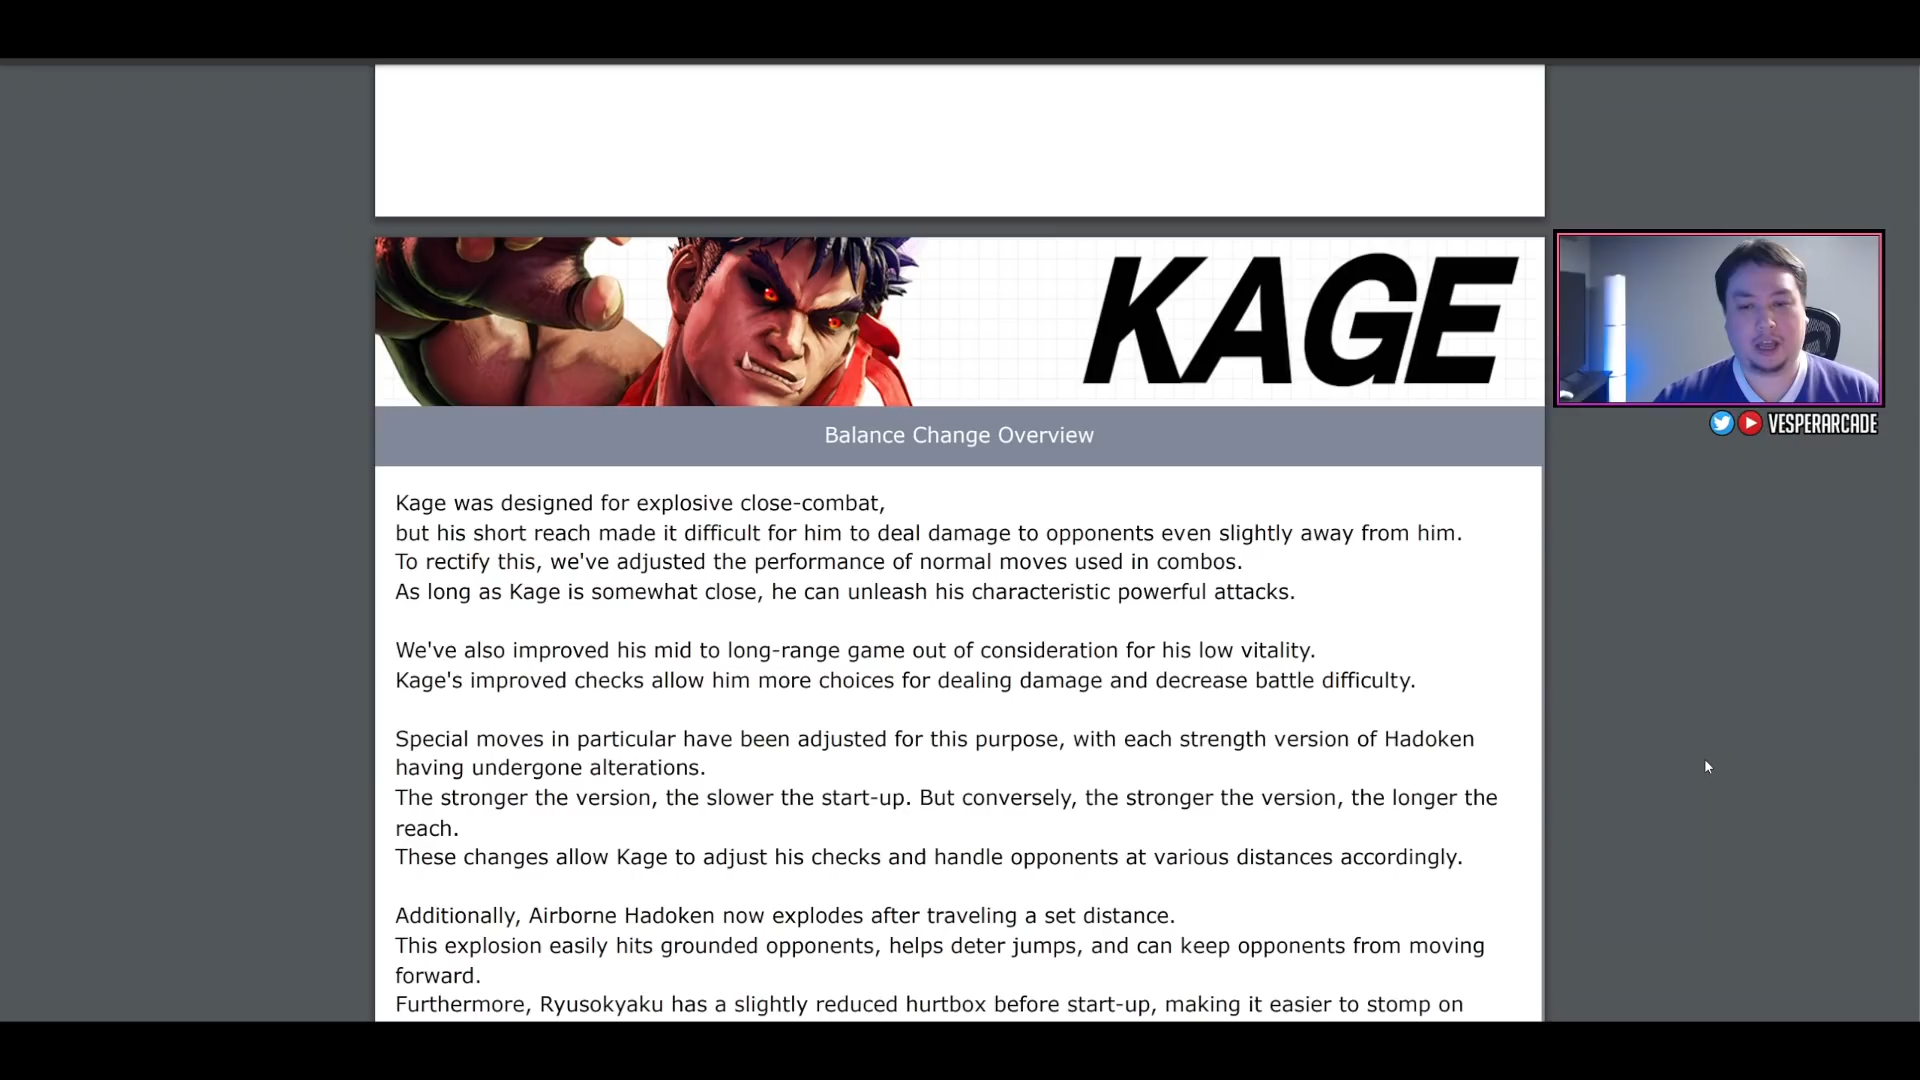 KAGE
Balance Change Overview
VESPERARCADE
Kage was designed for explosive close-combat,
but his short reach made it difficult for him to deal damage to opponents even slightly away from him.
To rectify this, we've adjusted the performance of normal moves used in combos.
As long as Kage is somewhat close, he can unleash his characteristic powerful attacks.
We've also improved his mid to long-range game out of consideration for his low vitality.
Kage's improved checks allow him more choices for dealing damage and decrease battle difficulty.
Special moves in particular have been adjusted for this purpose, with each strength version of Hadoken
having undergone alterations.
The stronger the version, the slower the start-up. But conversely, the stronger the version, the longer the
reach.
These changes allow Kage to adjust his checks and handle opponents at various distances accordingly.
Additionally, Airborne Hadoken now explodes after traveling a set distance.
This explosion easily hits grounded opponents, helps deter jumps, and can keep opponents from moving
forward.
Furthermore, Ryusokyaku has a slightly reduced hurtbox before start-up, making it easier to stomp on